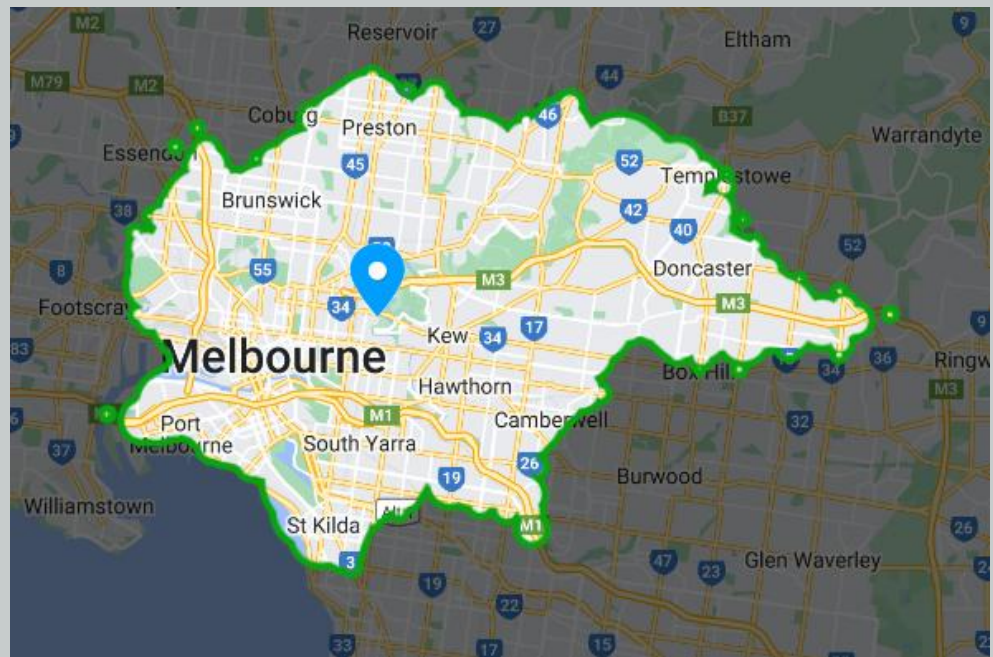 M2
Reservoir
27
Eltham
9
M79
M2
44
Coburg
46
B37
Preston
Warrandyte
Essendon
45
52
Templestowe
Brunswick
38
42
40
52
8
55
Doncaster
M3
Footscray
34
M3
9
83
Kew
34
17
Melbourne
36
34
Ringw
Box Hill
M3
Hawthorn
Port
Melbourne
M1
Camberwell
32
37
South Yarra
26
19
Burwood
Williamstown
St Kilda
M1
26
3
47
23
Glen Waverley
19
22
33
17
15